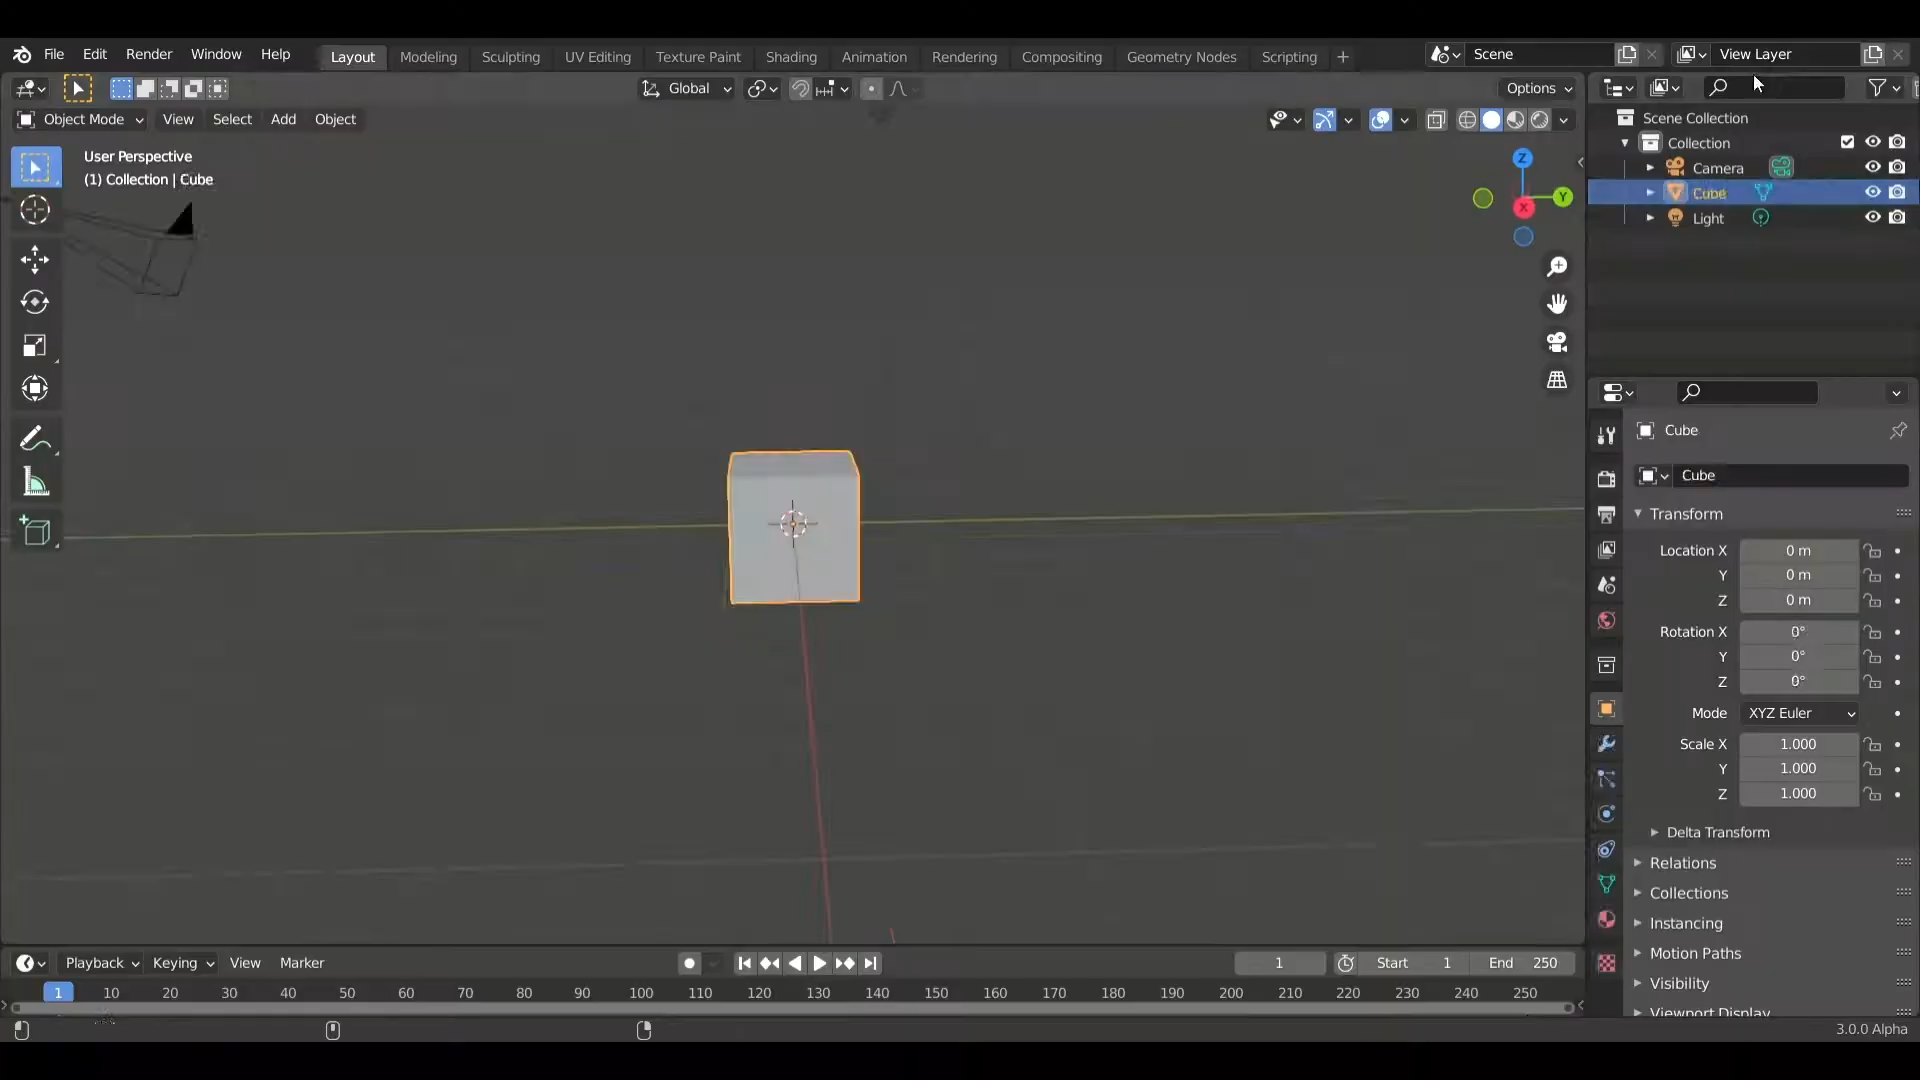 File Edit Render Window Help Layout Modeling Sculpting UV Editing Texture Paint Shading Animation Rendering Compositing Geometry Nodes Scripting + Scene View Layer
Global Options
Object Mode View Select Add Object
User Perspective
(1) Collection | Cube
Z
Y
X
Scene Collection
Collection
Camera
Cube
Light
Cube
Cube
Transform
Location X 0 m
Y 0 m
Z 0 m
Rotation X 0°
Y 0°
Z 0°
Mode XYZ Euler
Scale X 1.000
Y 1.000
Z 1.000
Delta Transform
Relations
Collections
Instancing
Motion Paths
Visibility
Viewport Display
Playback Keying View Marker 1 Start 1 End 250
1 10 20 30 40 50 60 70 80 90 100 110 120 130 140 150 160 170 180 190 200 210 220 230 240 250
3.0.0 Alpha